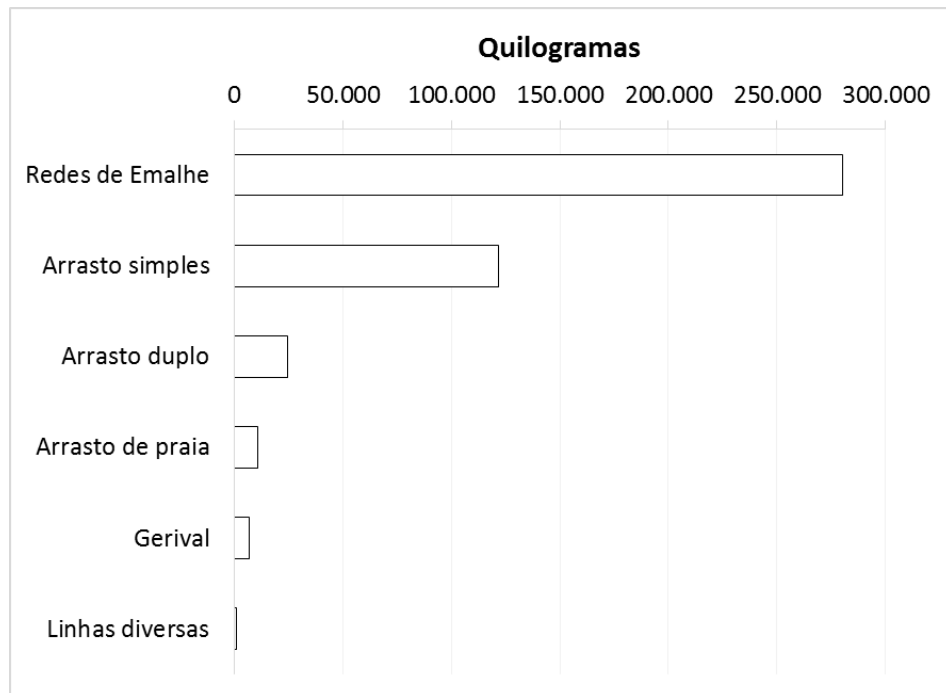 Quilogramas
0 50.000 100.000 150.000 200.000 250.000 300.000
Redes de Emalhe
Arrasto simples
Arrasto duplo
Arrasto de praia
Gerival
Linhas diversas